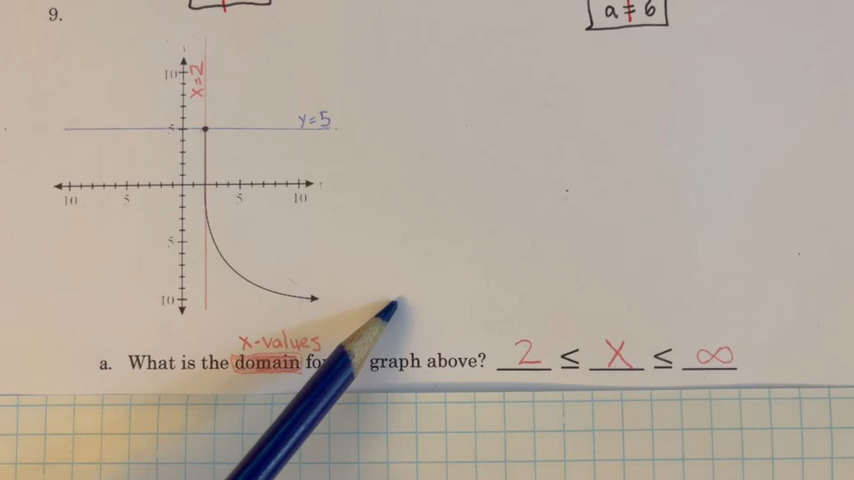 9.
a = 6
10
x=2
5
y=5
10 5 5 10
5
10
x-values
a. What is the domain fo graph above? 2 ≤ X ≤ ∞